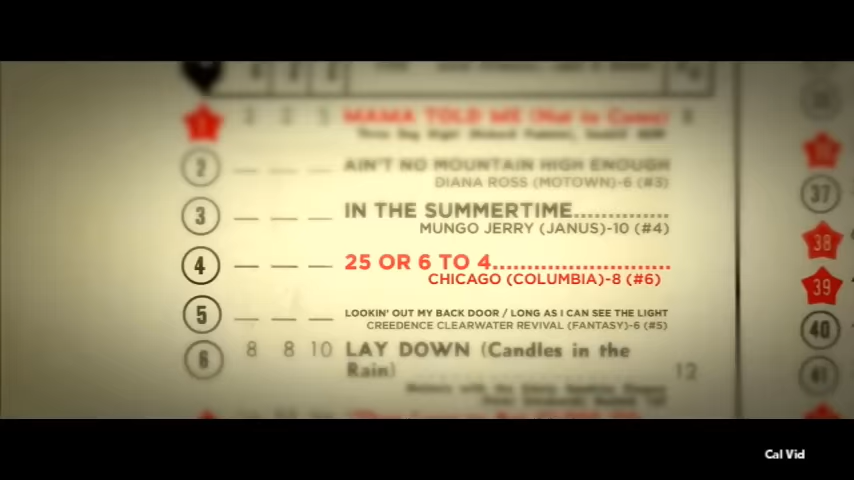 1
MAMA TOLD ME (Not to Come)
2
AIN'T NO MOUNTAIN HIGH ENOUGH
DIANA ROSS (MOTOWN)-6 (#3)
3 — — — IN THE SUMMERTIME..............
MUNGO JERRY (JANUS)-10 (#4)
4 — — — 25 OR 6 TO 4..........................
CHICAGO (COLUMBIA)-8 (#6)
5 — — — LOOKIN' OUT MY BACK DOOR / LONG AS I CAN SEE THE LIGHT
CREEDENCE CLEARWATER REVIVAL (FANTASY)-6 (#5)
6 8 8 10 LAY DOWN (Candles in the
Rain) 12
37
38
39
40
41
Cal Vid